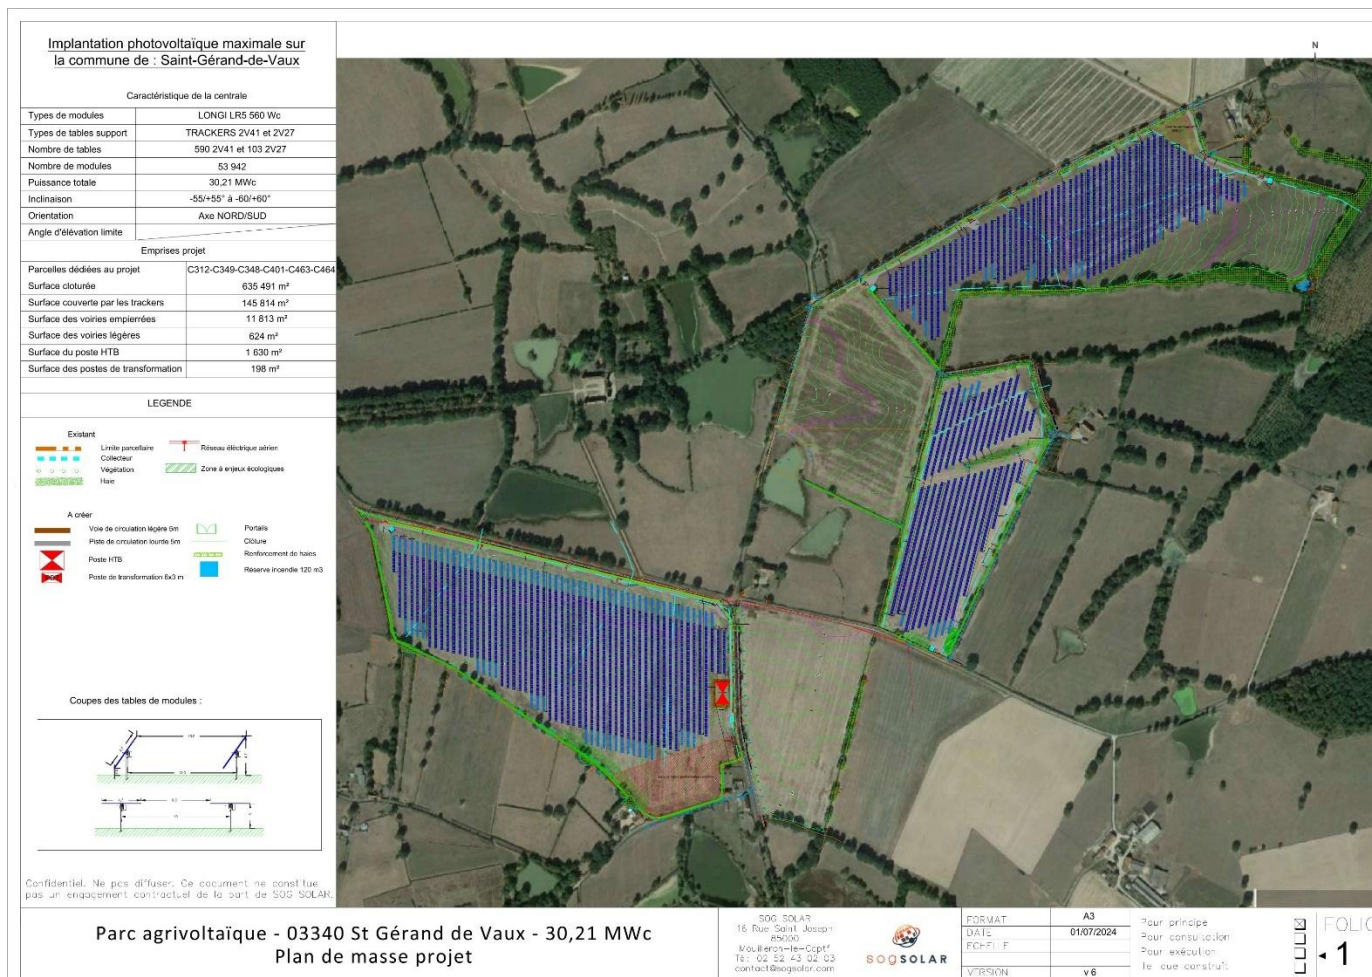 Implantation photovoltaïque maximale sur
la commune de : Saint-Gérand-de-Vaux
Caractéristique de la centrale
Types de modules LONGI LR5 560 Wc
Types de tables support TRACKERS 2V41 et 2V27
Nombre de tables 590 2V41 et 103 2V27
Nombre de modules 53 942
Puissance totale 30,21 MWc
Inclinaison -55/+55° à -60/+60°
Orientation Axe NORD/SUD
Angle d'élévation limite
Emprises projet
Parcelles dédiées au projet C312-C349-C348-C401-C463-C464
Surface cloturée 635 491 m²
Surface couverte par les trackers 145 814 m²
Surface des voiries empierrées 11 813 m²
Surface des voiries légères 624 m²
Surface du poste HTB 1 630 m²
Surface des postes de transformation 198 m²
LEGENDE
Existant
Limite parcellaire
Collecteur
Végétation
Haie
Réseau éléctrique aérien
Zone à enjeux écologiques
A créer
Voie de circulation légère 5m
Piste de circulation lourde 5m
Poste HTB
Poste de transformation 6x3 m
Portails
Clôture
Renforcement de haies
Réserve incendie 120 m3
Coupes des tables de modules :
Confidentiel. Ne pas diffuser. Ce document ne constitue
pas un engagement contractuel de la part de SOG SOLAR.
N
Parc agrivoltaïque - 03340 St Gérand de Vaux - 30,21 MWc
Plan de masse projet
SOG SOLAR
16 Rue Saint Joseph
85000
Mouilleron-le-Captif
Té: 02 52 43 02 03
contact@sogsolar.com
SOGSOLAR
FORMAT A3
DATE 01/07/2024
ECHELLE
VERSION v 6
Pour principe
Pour consultation
Pour exécution
Tel que construit
FOLIO
1